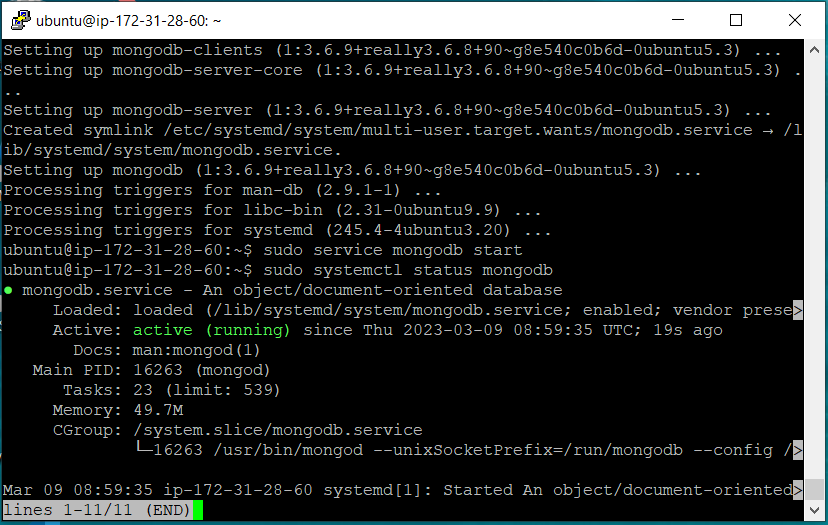 ubuntu@ip-172-31-28-60: ~
Setting up mongodb-clients (1:3.6.9+really3.6.8+90~g8e540c0b6d-0ubuntu5.3) ...
Setting up mongodb-server-core (1:3.6.9+really3.6.8+90~g8e540c0b6d-0ubuntu5.3) .
..
Setting up mongodb-server (1:3.6.9+really3.6.8+90~g8e540c0b6d-0ubuntu5.3) ...
Created symlink /etc/systemd/system/multi-user.target.wants/mongodb.service → /l
ib/systemd/system/mongodb.service.
Setting up mongodb (1:3.6.9+really3.6.8+90~g8e540c0b6d-0ubuntu5.3) ...
Processing triggers for man-db (2.9.1-1) ...
Processing triggers for libc-bin (2.31-0ubuntu9.9) ...
Processing triggers for systemd (245.4-4ubuntu3.20) ...
ubuntu@ip-172-31-28-60:~$ sudo service mongodb start
ubuntu@ip-172-31-28-60:~$ sudo systemctl status mongodb
● mongodb.service - An object/document-oriented database
     Loaded: loaded (/lib/systemd/system/mongodb.service; enabled; vendor prese>
     Active: active (running) since Thu 2023-03-09 08:59:35 UTC; 19s ago
       Docs: man:mongod(1)
   Main PID: 16263 (mongod)
      Tasks: 23 (limit: 539)
     Memory: 49.7M
     CGroup: /system.slice/mongodb.service
             └─16263 /usr/bin/mongod --unixSocketPrefix=/run/mongodb --config />
Mar 09 08:59:35 ip-172-31-28-60 systemd[1]: Started An object/document-oriented>
lines 1-11/11 (END)